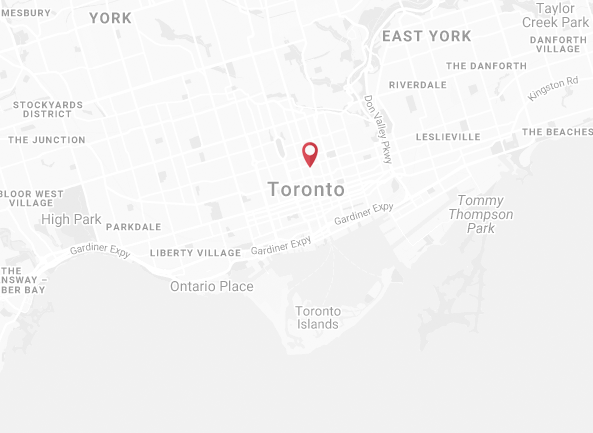 MESBURY
YORK
Taylor
Creek Park
EAST YORK
DANFORTH
VILLAGE
THE DANFORTH
RIVERDALE
Kingston Rd
STOCKYARDS
DISTRICT
Don Valley Pkwy
THE JUNCTION
LESLIEVILLE
THE BEACHES
Toronto
BLOOR WEST
VILLAGE
High Park
PARKDALE
Tommy
Thompson
Park
Gardiner Expy
Gardiner Expy
Gardiner Expy
LIBERTY VILLAGE
THE
NSWAY –
BER BAY
Ontario Place
Toronto
Islands